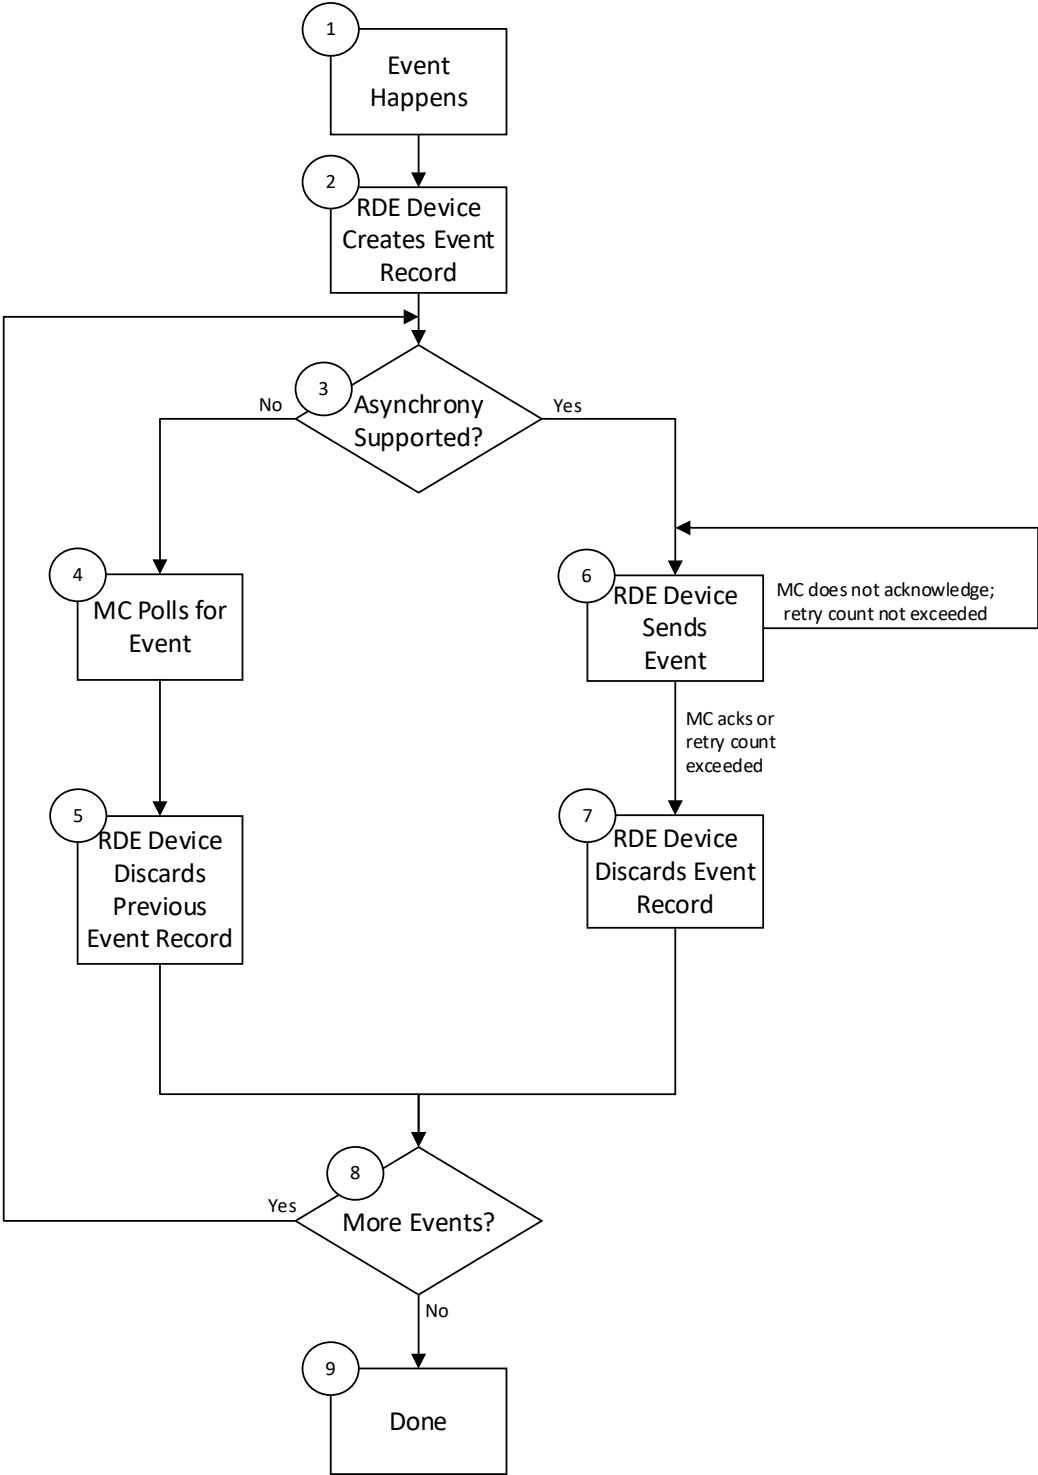 1
Event
Happens
2
RDE Device
Creates Event
Record
3
Asynchrony
Supported?
No
Yes
4
MC Polls for
Event
6
RDE Device
Sends
Event
MC does not acknowledge;
retry count not exceeded
MC acks or
retry count
exceeded
5
RDE Device
Discards
Previous
Event Record
7
RDE Device
Discards Event
Record
8
More Events?
Yes
No
9
Done